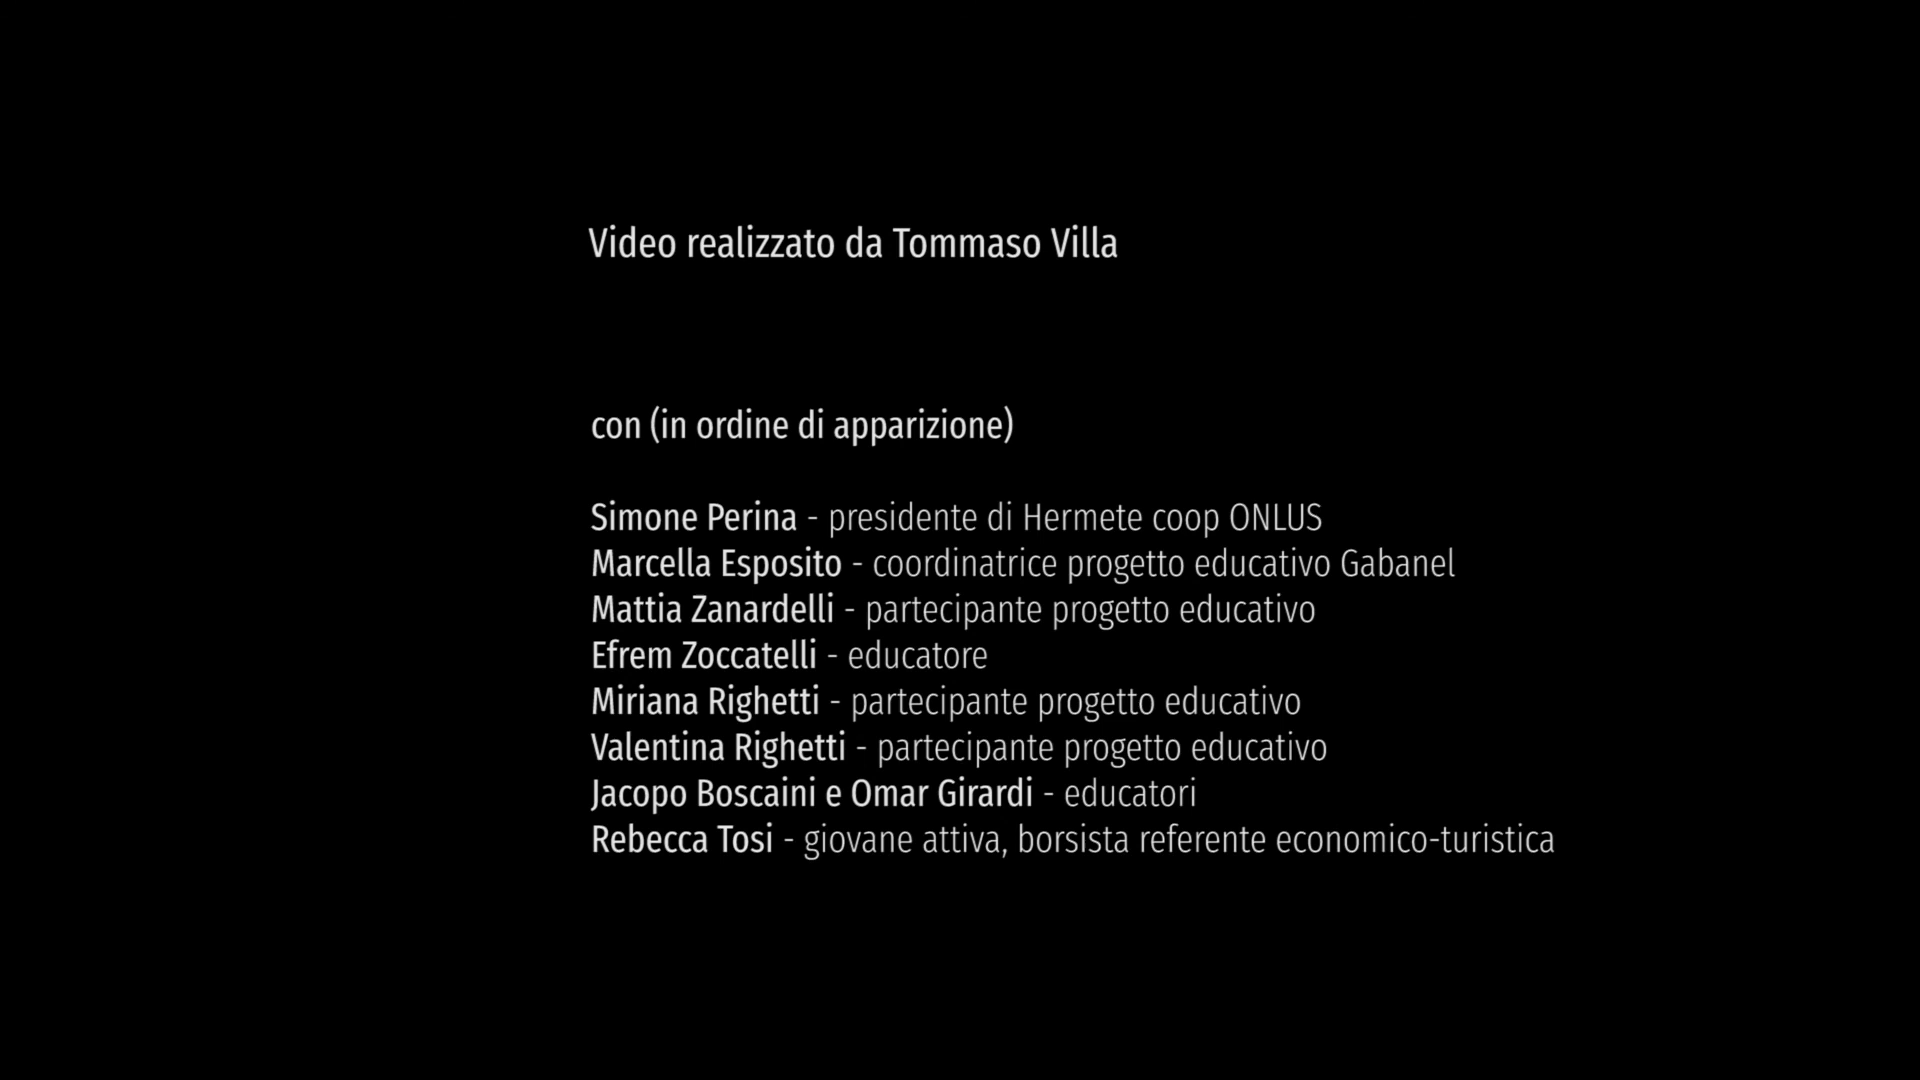 Video realizzato da Tommaso Villa
con (in ordine di apparizione)
Simone Perina - presidente di Hermete coop ONLUS
Marcella Esposito - coordinatrice progetto educativo Gabanel
Mattia Zanardelli - partecipante progetto educativo
Efrem Zoccatelli - educatore
Miriana Righetti - partecipante progetto educativo
Valentina Righetti - partecipante progetto educativo
Jacopo Boscaini e Omar Girardi - educatori
Rebecca Tosi - giovane attiva, borsista referente economico-turistica